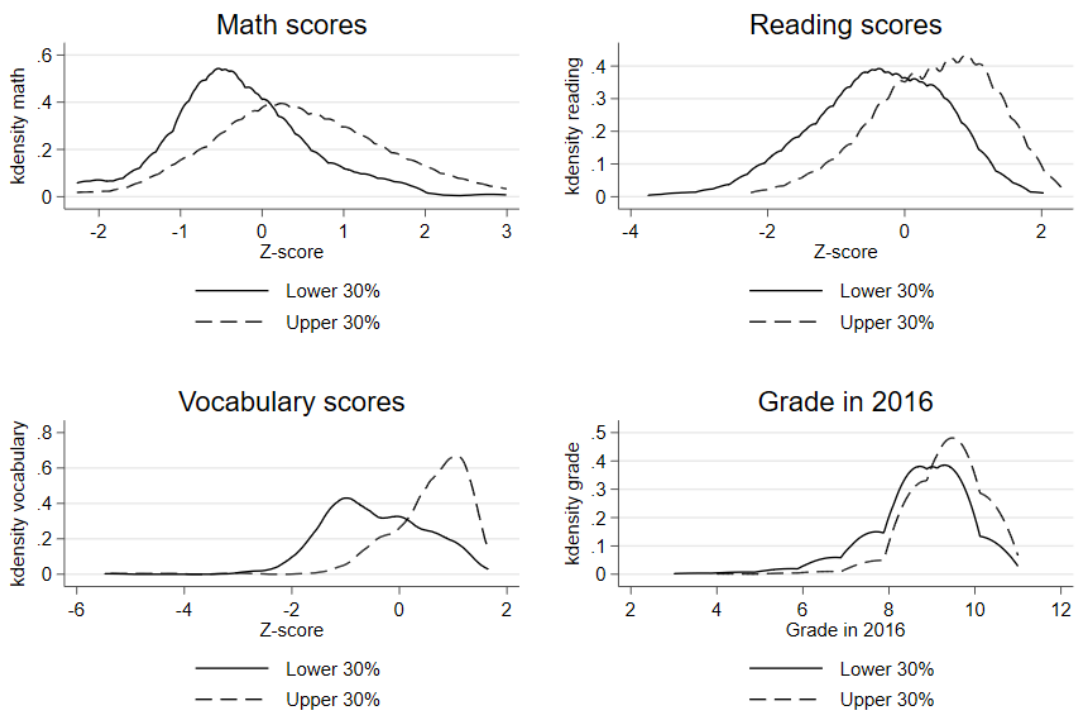 Math scores
kdensity math
.6
.4
.2
0
-2 -1 0 1 2 3
Z-score
Lower 30%
Upper 30%
Reading scores
kdensity reading
.4
.3
.2
.1
0
-4 -2 0 2
Z-score
Lower 30%
Upper 30%
Vocabulary scores
kdensity vocabulary
.8
.6
.4
.2
0
-6 -4 -2 0 2
Z-score
Lower 30%
Upper 30%
Grade in 2016
kdensity grade
.5
.4
.3
.2
.1
0
2 4 6 8 10 12
Grade in 2016
Lower 30%
Upper 30%